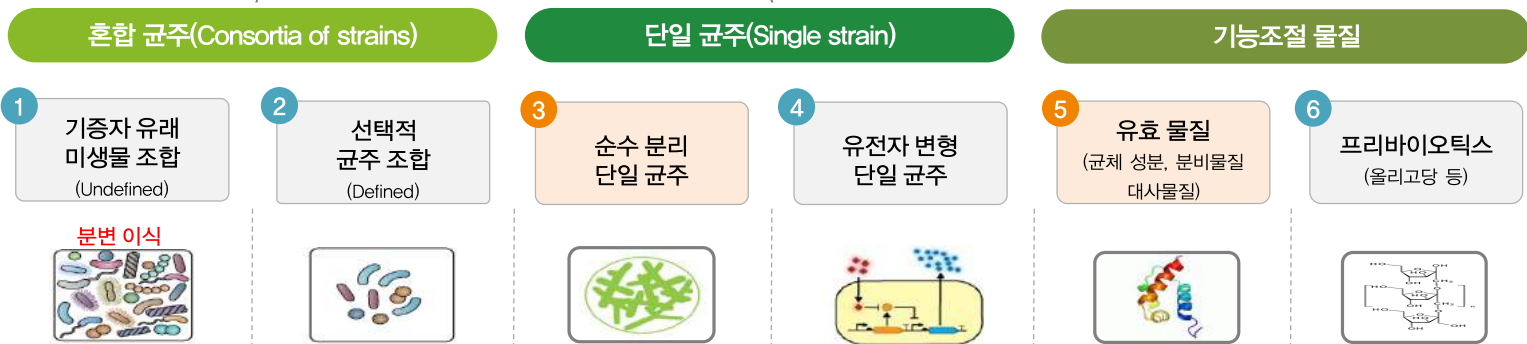 혼합 균주(Consortia of strains)
단일 균주(Single strain)
기능조절 물질
1
기증자 유래
미생물 조합
(Undefined)
분변 이식
2
선택적
균주 조합
(Defined)
3
순수 분리
단일 균주
4
유전자 변형
단일 균주
5
유효 물질
(균체 성분, 분비물질
대사물질)
6
프리바이오틱스
(올리고당 등)